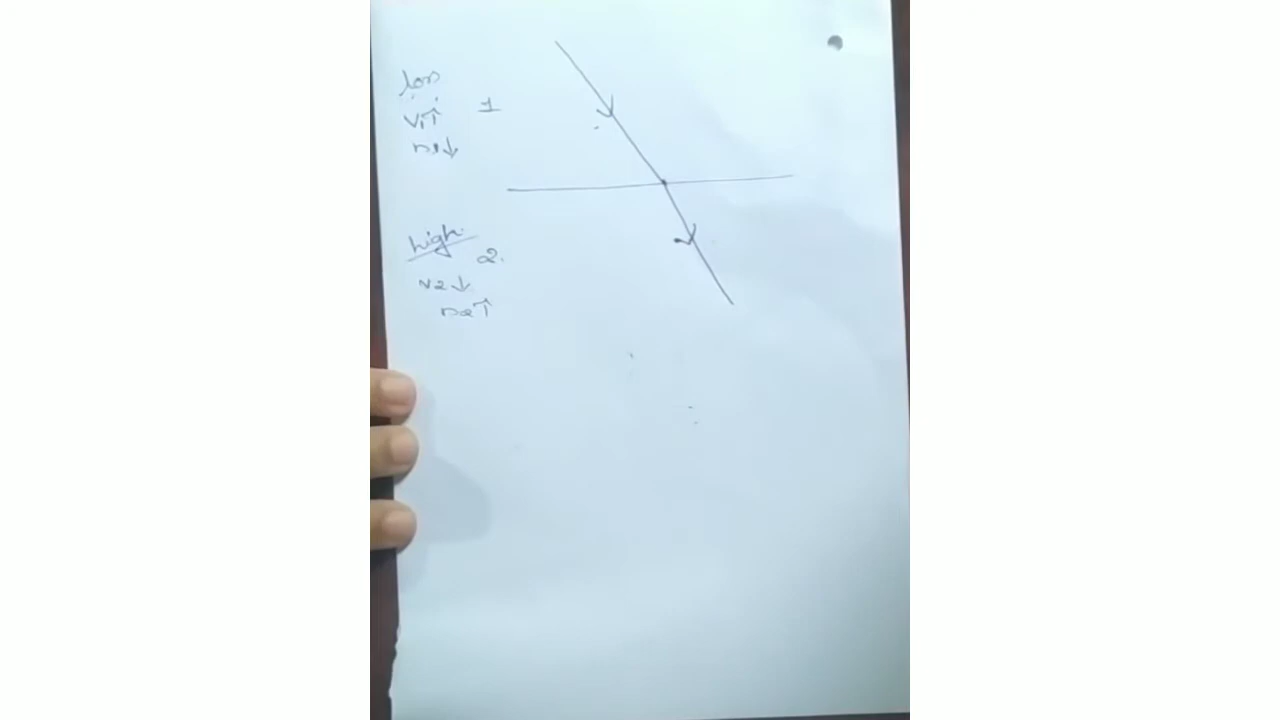 low
V1↑ 1
n1↓
high 2.
V2↓
n2↑